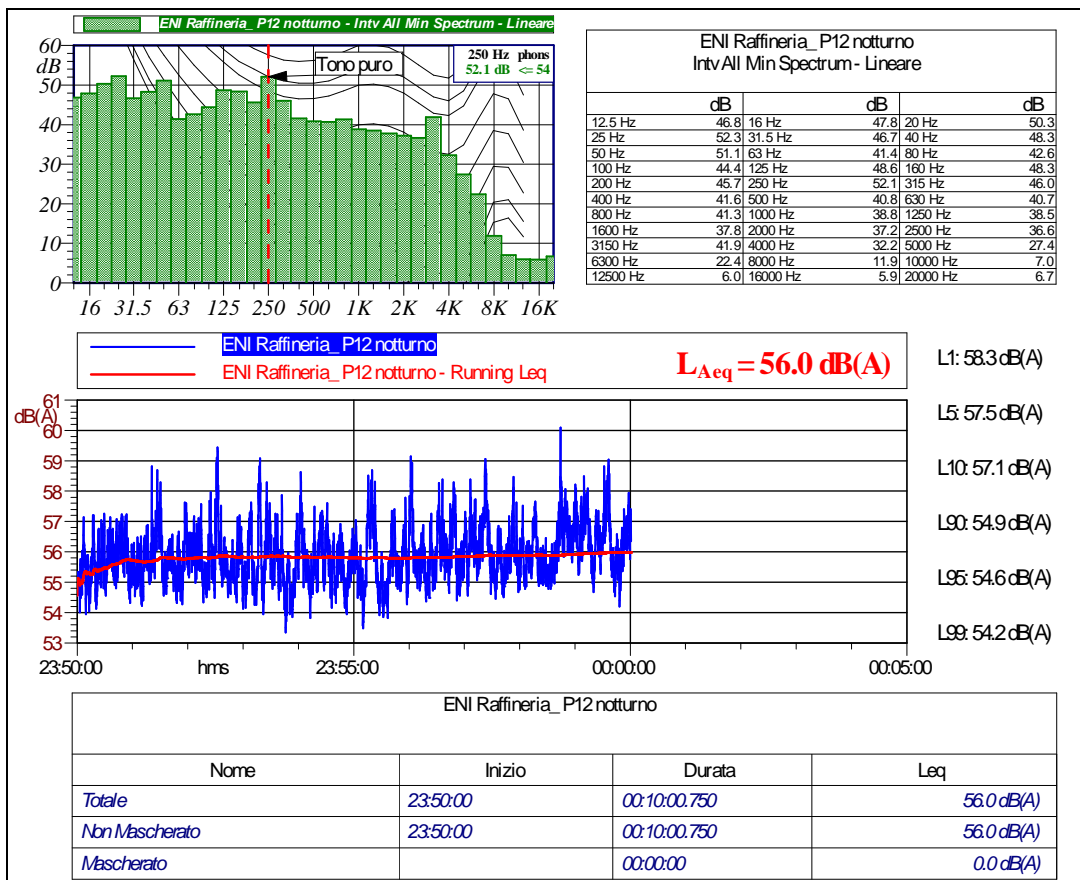 ENI Raffineria_ P12 notturno - Intv All Min Spectrum - Lineare
60
dB
50
40
30
20
10
0
250 Hz phons
52.1 dB <= 54
Tono puro
16 31.5 63 125 250 500 1K 2K 4K 8K 16K
ENI Raffineria_ P12 notturno
Intv All Min Spectrum - Lineare
dB dB dB
12.5 Hz 46.8 16 Hz 47.8 20 Hz 50.3
25 Hz 52.3 31.5 Hz 46.7 40 Hz 48.3
50 Hz 51.1 63 Hz 41.4 80 Hz 42.6
100 Hz 44.4 125 Hz 48.6 160 Hz 48.3
200 Hz 45.7 250 Hz 52.1 315 Hz 46.0
400 Hz 41.6 500 Hz 40.8 630 Hz 40.7
800 Hz 41.3 1000 Hz 38.8 1250 Hz 38.5
1600 Hz 37.8 2000 Hz 37.2 2500 Hz 36.6
3150 Hz 41.9 4000 Hz 32.2 5000 Hz 27.4
6300 Hz 22.4 8000 Hz 11.9 10000 Hz 7.0
12500 Hz 6.0 16000 Hz 5.9 20000 Hz 6.7
ENI Raffineria_ P12 notturno
ENI Raffineria_ P12 notturno - Running Leq
LAeq = 56.0 dB(A)
61
dB(A)
60
59
58
57
56
55
54
53
23:50:00 hms 23:55:00 00:00:00 00:05:00
L1: 58.3 dB(A)
L5: 57.5 dB(A)
L10: 57.1 dB(A)
L90: 54.9 dB(A)
L95: 54.6 dB(A)
L99: 54.2 dB(A)
ENI Raffineria_ P12 notturno
Nome Inizio Durata Leq
Totale 23:50:00 00:10:00.750 56.0 dB(A)
Non Mascherato 23:50:00 00:10:00.750 56.0 dB(A)
Mascherato 00:00:00 0.0 dB(A)